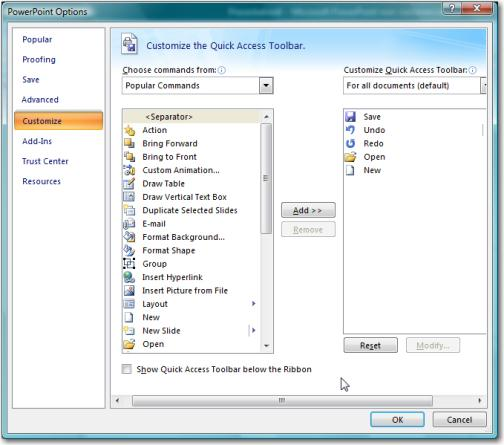 PowerPoint Options
Popular
Proofing
Save
Advanced
Customize
Add-Ins
Trust Center
Resources
Customize the Quick Access Toolbar.
Choose commands from:
Popular Commands
<Separator>
Action
Bring Forward
Bring to Front
Custom Animation...
Draw Table
Draw Vertical Text Box
Duplicate Selected Slides
E-mail
Format Background...
Format Shape
Group
Insert Hyperlink
Insert Picture from File
Layout
New
New Slide
Open
Add >>
Remove
Customize Quick Access Toolbar:
For all documents (default)
Save
Undo
Redo
Open
New
Reset
Modify...
Show Quick Access Toolbar below the Ribbon
OK
Cancel